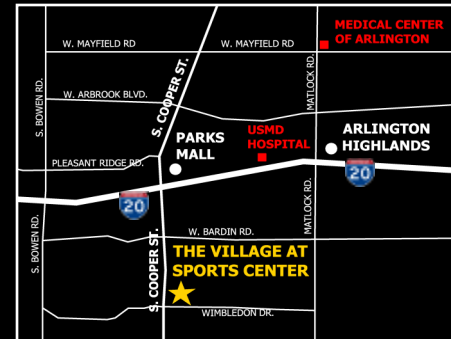 MEDICAL CENTER
OF ARLINGTON
W. MAYFIELD RD
W. MAYFIELD RD
S. BOWEN RD.
W. ARBROOK BLVD.
S. COOPER ST.
MATLOCK RD.
USMD
HOSPITAL
ARLINGTON
HIGHLANDS
PARKS
MALL
PLEASANT RIDGE RD.
20
20
S. BOWEN RD.
MATLOCK RD.
W. BARDIN RD.
S. COOPER ST.
THE VILLAGE AT
SPORTS CENTER
WIMBLEDON DR.